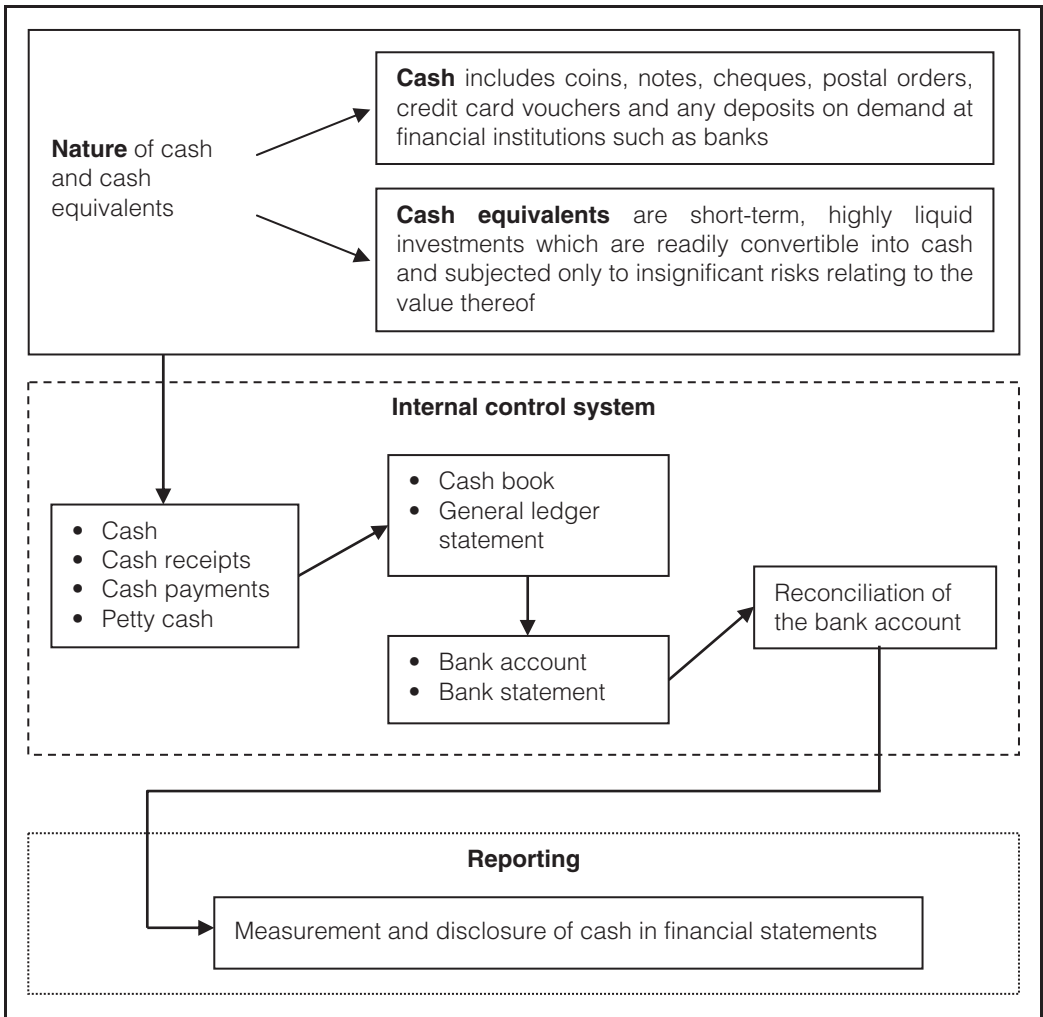 Cash includes coins, notes, cheques, postal orders,
credit card vouchers and any deposits on demand at
financial institutions such as banks
Nature of cash
and cash
equivalents
Cash equivalents are short-term, highly liquid
investments which are readily convertible into cash
and subjected only to insignificant risks relating to the
value thereof
Internal control system
• Cash
• Cash receipts
• Cash payments
• Petty cash
• Cash book
• General ledger
statement
• Bank account
• Bank statement
Reconciliation of
the bank account
Reporting
Measurement and disclosure of cash in financial statements